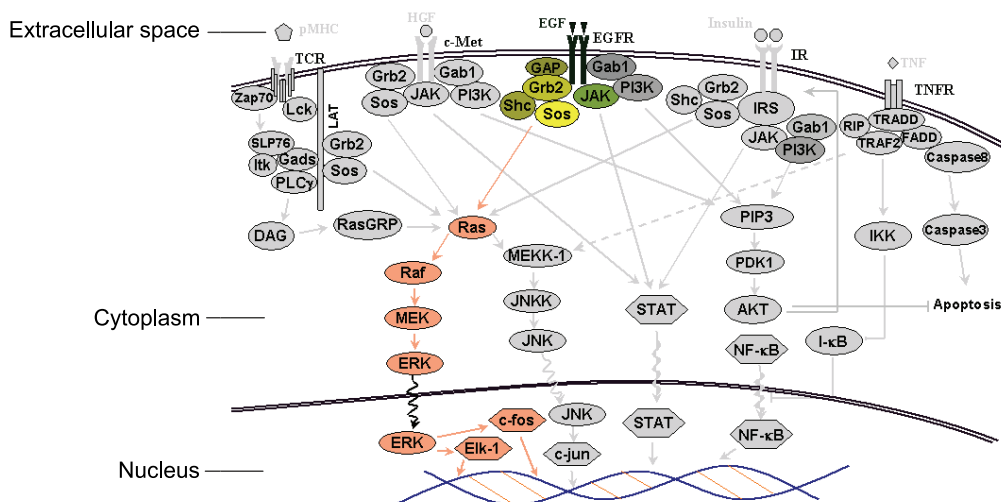 Extracellular space
pMHC
TCR
HGF
c-Met
EGF
EGFR
Insulin
IR
TNF
TNFR
Zap70
Lck
LAT
SLP76
Itk
Gads
PLCγ
Grb2
Sos
DAG
RasGRP
Grb2
Gab1
Sos
JAK
PI3K
GAP
Grb2
Shc
Sos
Gab1
JAK
PI3K
Shc
Grb2
Sos
IRS
JAK
Gab1
PI3K
RIP
TRADD
TRAF2
FADD
Caspase8
Caspase3
Apoptosis
Ras
Raf
MEK
ERK
MEKK-1
JNKK
JNK
STAT
PIP3
PDK1
AKT
NF-κB
IKK
I-κB
Cytoplasm
Nucleus
ERK
c-fos
Elk-1
JNK
c-jun
STAT
NF-κB